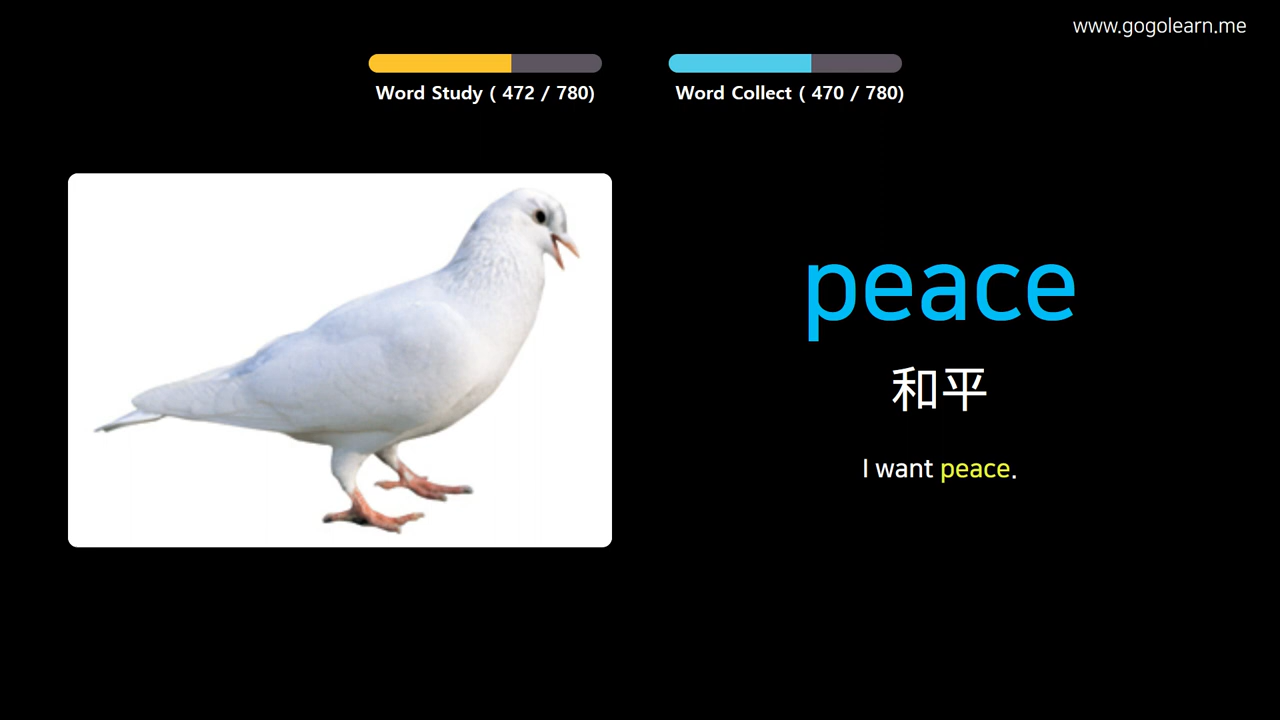 www.gogolearn.me
Word Study ( 472 / 780)
Word Collect ( 470 / 780)
peace
和平
I want peace.